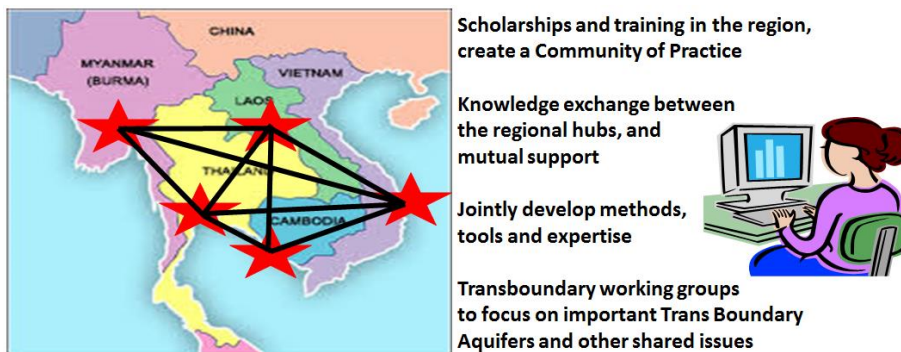 CHINA
MYANMAR
(BURMA)
VIETNAM
LAOS
THAILAND
CAMBODIA
Scholarships and training in the region,
create a Community of Practice
Knowledge exchange between
the regional hubs, and
mutual support
Jointly develop methods,
tools and expertise
Transboundary working groups
to focus on important Trans Boundary
Aquifers and other shared issues